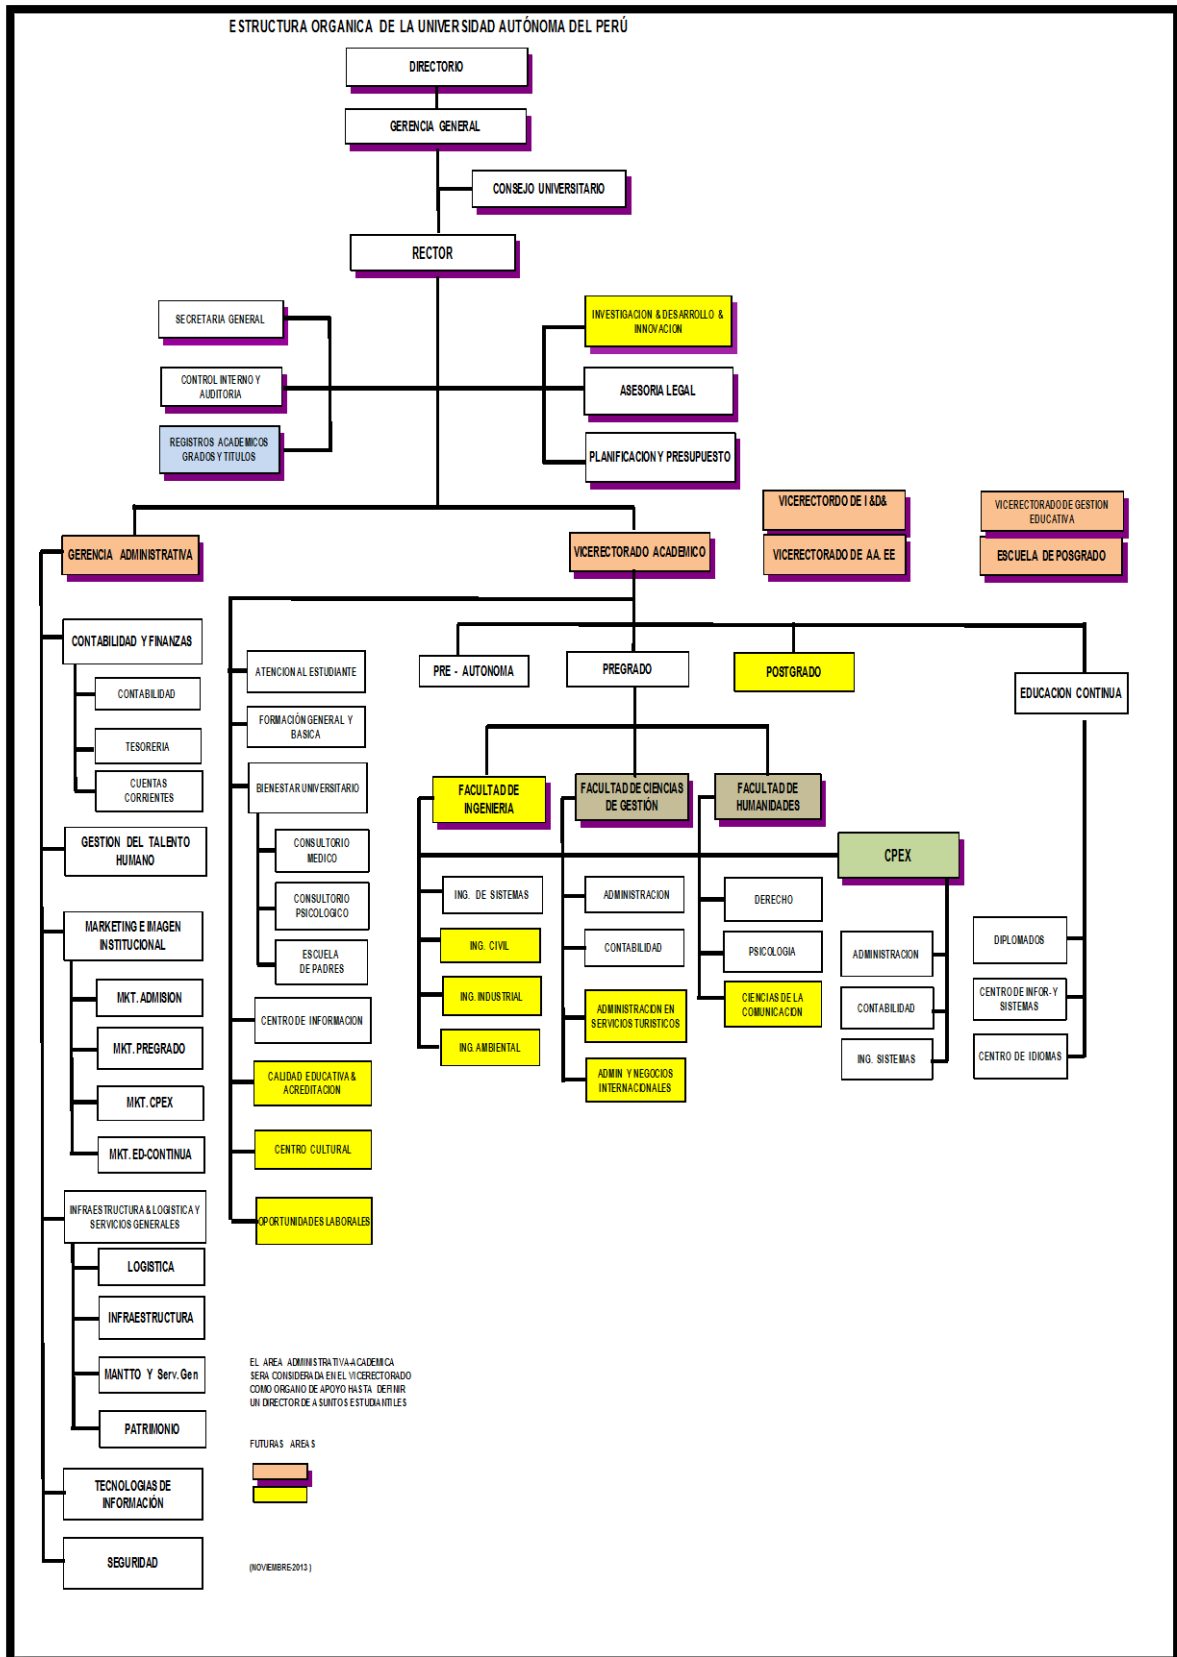 ESTRUCTURA ORGANICA DE LA UNIVERSIDAD AUTÓNOMA DEL PERÚ
DIRECTORIO
GERENCIA GENERAL
CONSEJO UNIVERSITARIO
RECTOR
SECRETARIA GENERAL
CONTROL INTERNO Y
AUDITORIA
REGISTROS ACADEMICOS
GRADOS Y TITULOS
INVESTIGACION & DESARROLLO &
INNOVACION
ASESORIA LEGAL
PLANIFICACION Y PRESUPUESTO
VICERECTORDO DE I &D&
VICERECTORADO DE AA. EE
VICERECTORADO DE GESTION
EDUCATIVA
ESCUELA DE POSGRADO
GERENCIA ADMINISTRATIVA
VICERECTORADO ACADEMICO
CONTABILIDAD Y FINANZAS
CONTABILIDAD
TESORERIA
CUENTAS
CORRIENTES
GESTION DEL TALENTO
HUMANO
MARKETING E IMAGEN
INSTITUCIONAL
MKT. ADMISION
MKT. PREGRADO
MKT. CPEX
MKT. ED-CONTINUA
INFRAESTRUCTURA & LOGISTICA Y
SERVICIOS GENERALES
LOGISTICA
INFRAESTRUCTURA
MANTTO Y Serv. Gen
PATRIMONIO
TECNOLOGIAS DE
INFORMACIÓN
SEGURIDAD
ATENCION AL ESTUDIANTE
FORMACIÓN GENERAL Y
BASICA
BIENESTAR UNIVERSITARIO
CONSULTORIO
MEDICO
CONSULTORIO
PSICOLOGICO
ESCUELA
DE PADRES
CENTRO DE INFORMACION
CALIDAD EDUCATIVA &
ACREDITACION
CENTRO CULTURAL
OPORTUNIDADES LABORALES
PRE - AUTONOMA
PREGRADO
POSTGRADO
EDUCACION CONTINUA
FACULTAD DE
INGENIERIA
FACULTAD DE CIENCIAS
DE GESTIÓN
FACULTAD DE
HUMANIDADES
CPEX
ING. DE SISTEMAS
ING. CIVIL
ING. INDUSTRIAL
ING. AMBIENTAL
ADMINISTRACION
CONTABILIDAD
ADMINISTRACION EN
SERVICIOS TURISTICOS
ADMIN Y NEGOCIOS
INTERNACIONALES
DERECHO
PSICOLOGIA
CIENCIAS DE LA
COMUNICACION
ADMINISTRACION
CONTABILIDAD
ING. SISTEMAS
DIPLOMADOS
CENTRO DE INFOR- Y
SISTEMAS
CENTRO DE IDIOMAS
EL AREA ADMINISTRATIVA-ACADEMICA
SERA CONSIDERADA EN EL VICERECTORADO
COMO ORGANO DE APOYO HASTA DEFINIR
UN DIRECTOR DE ASUNTOS ESTUDIANTILES
FUTURAS AREAS
(NOVIEMBRE-2013 )